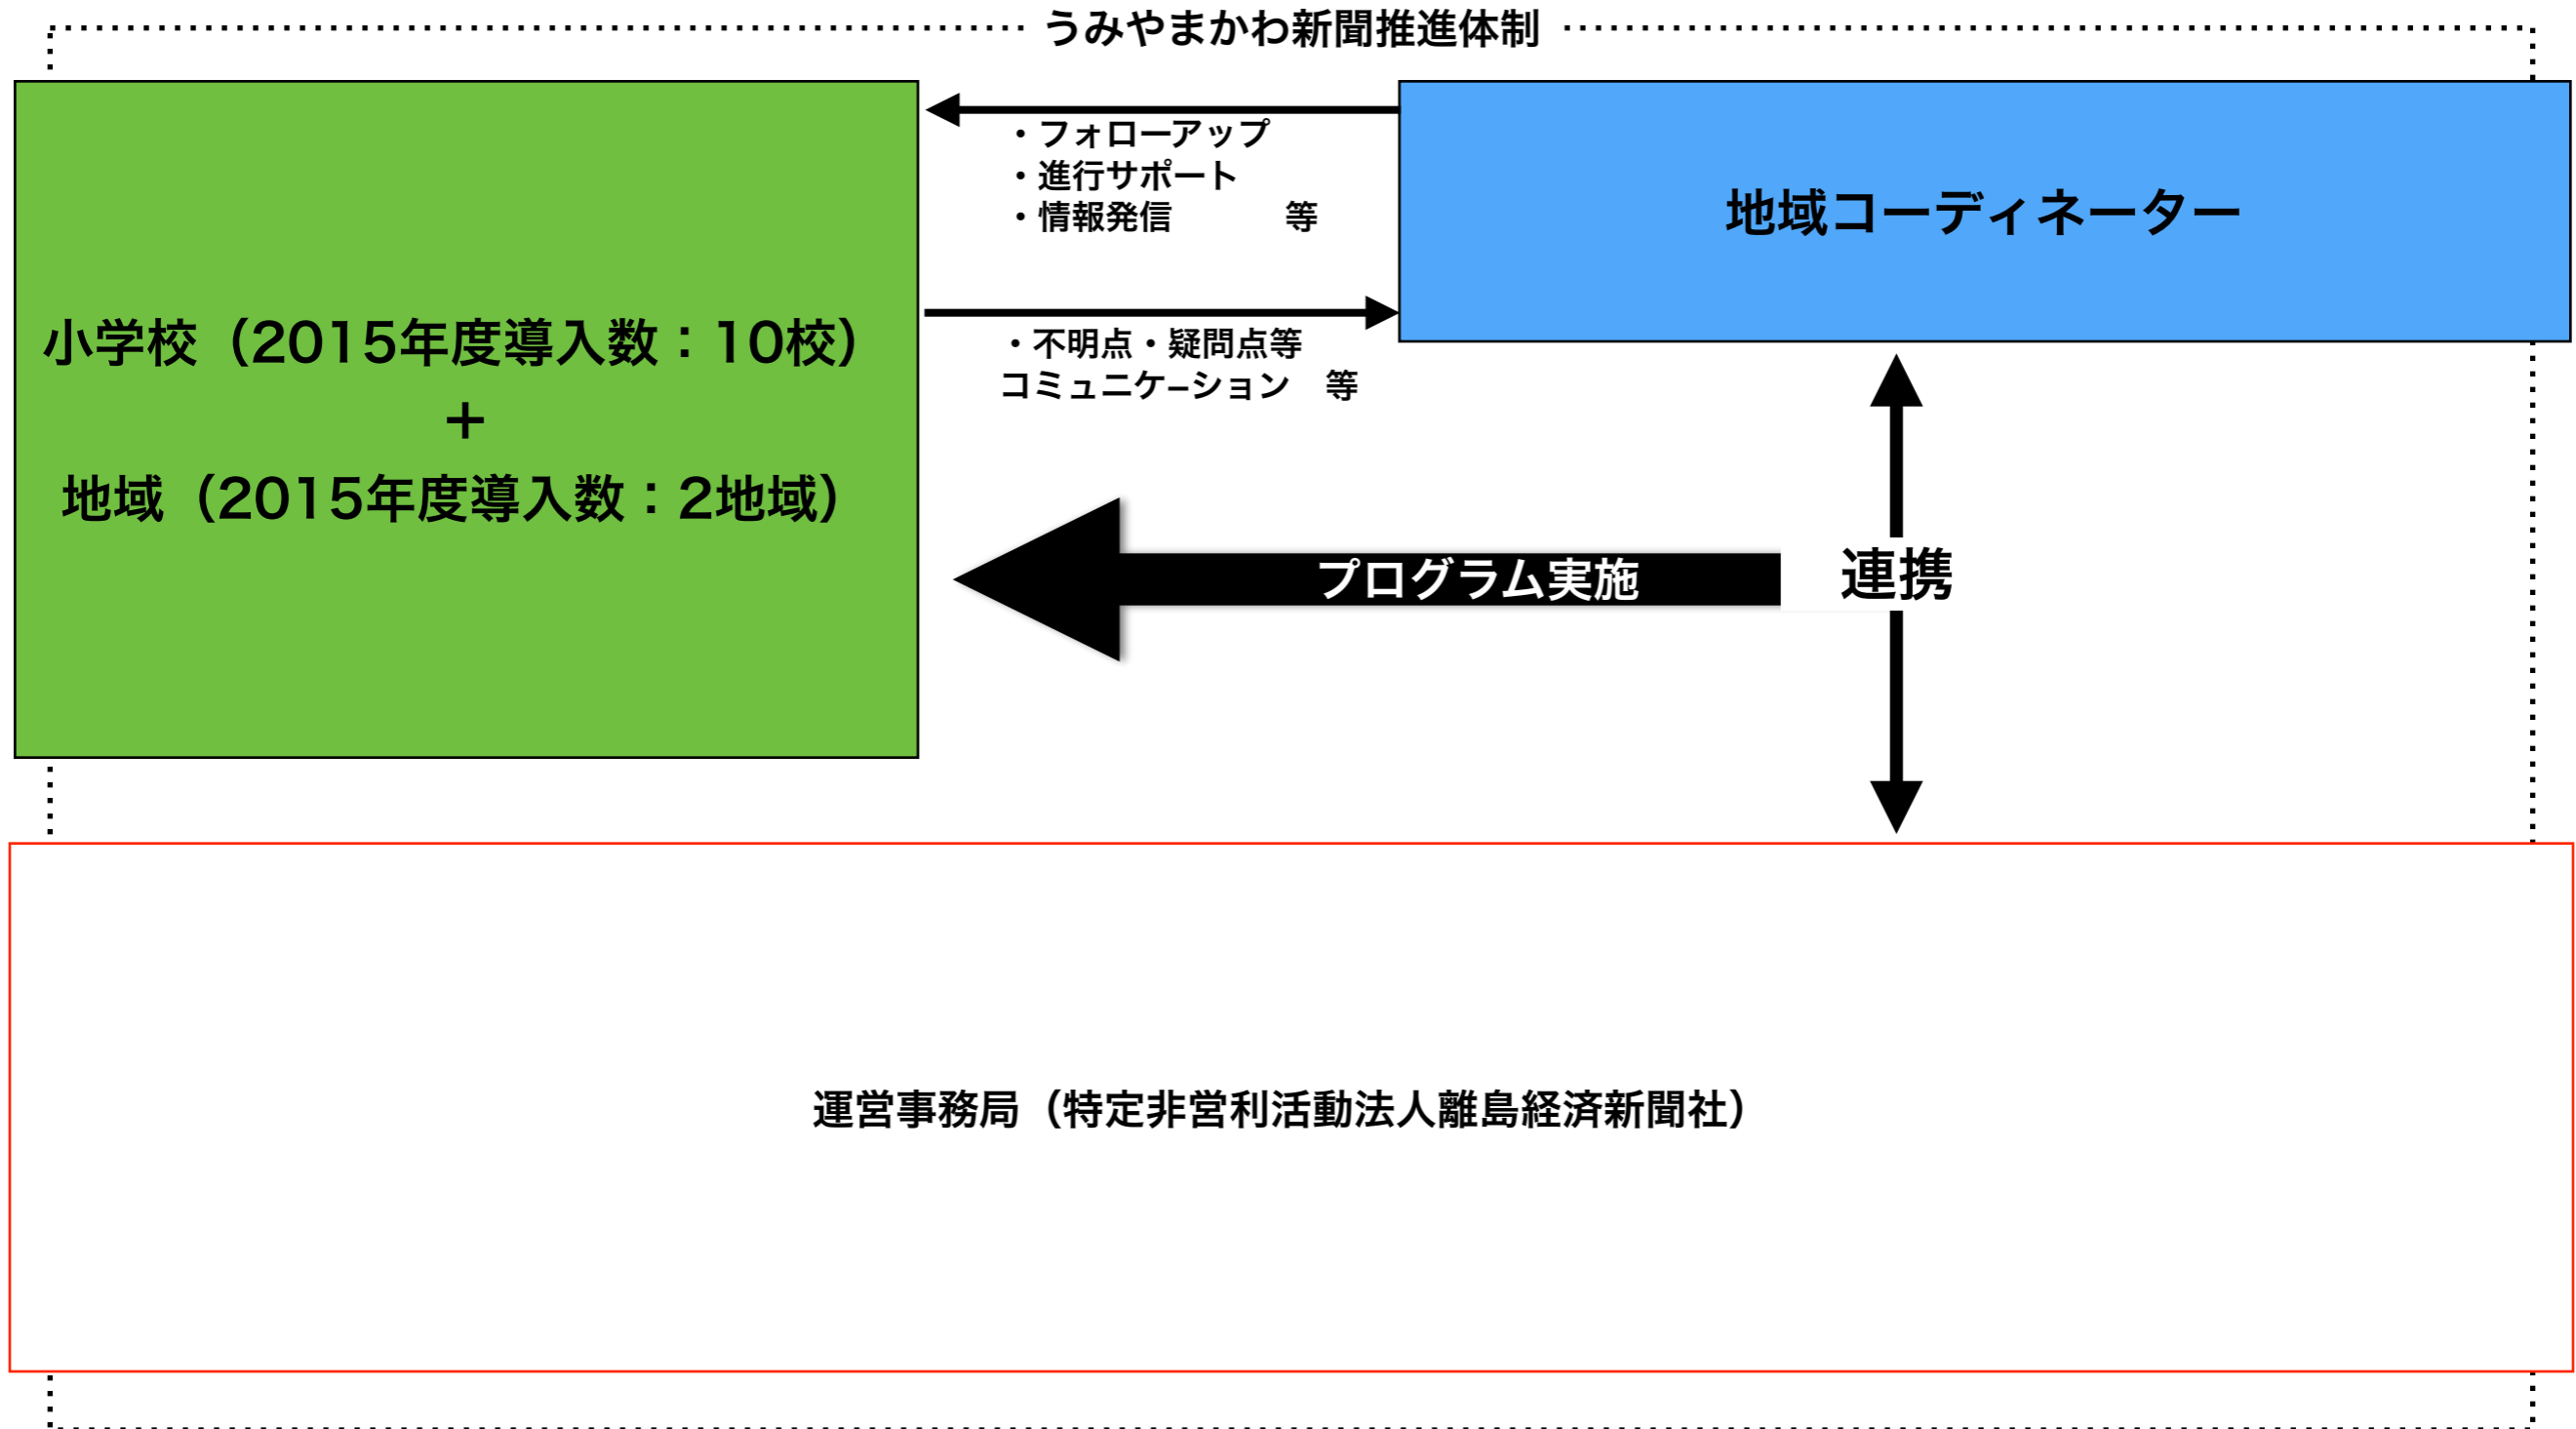 うみやまかわ新聞推進体制
・フォローアップ
・進行サポート
・情報発信　　　等
地域コーディネーター
小学校（2015年度導入数：10校）
＋
地域（2015年度導入数：2地域）
・不明点・疑問点等
コミュニケーション　等
プログラム実施
連携
運営事務局（特定非営利活動法人離島経済新聞社）